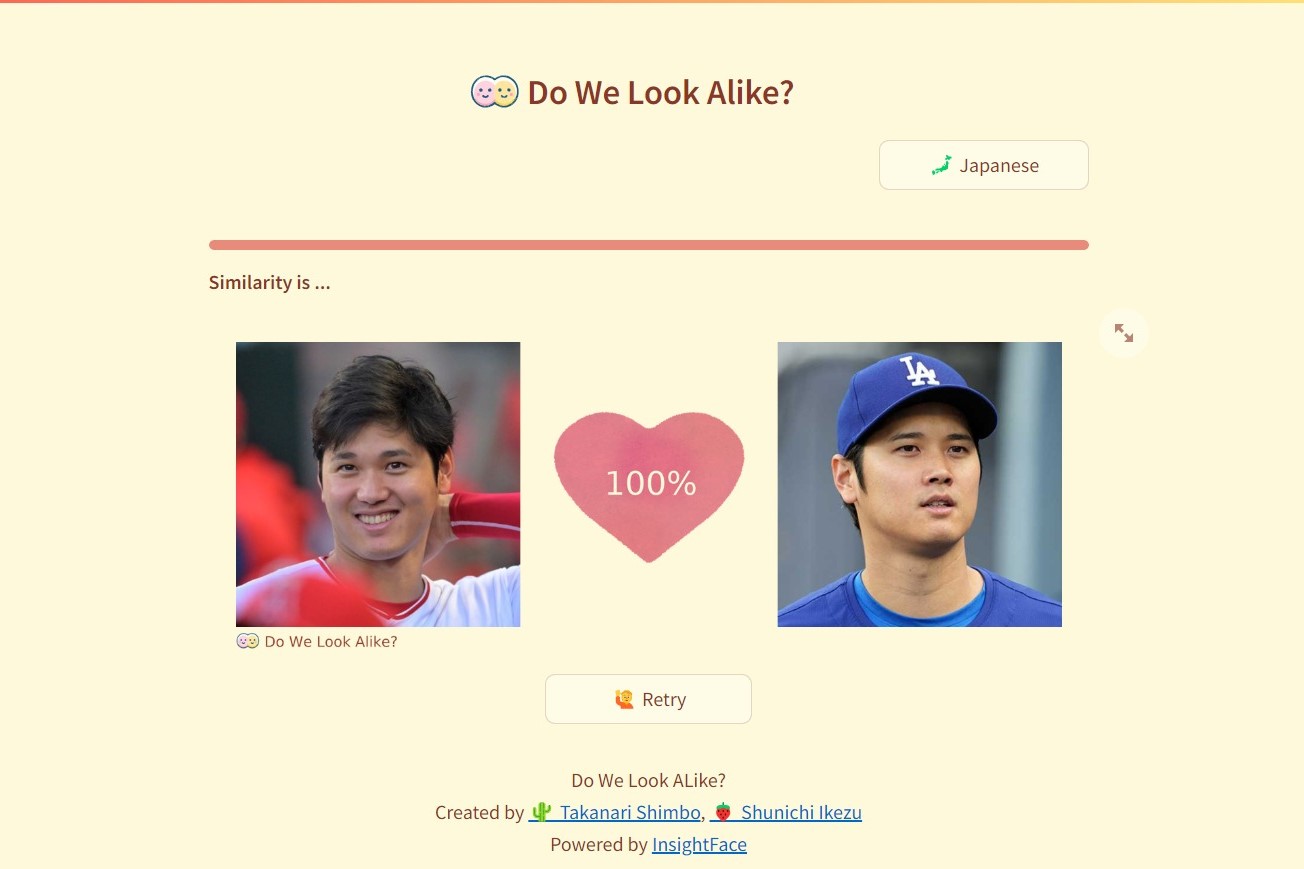 Do We Look Alike?
Japanese
Similarity is ...
LA
100%
Do We Look Alike?
Retry
Do We Look ALike?
Created by Takanari Shimbo, Shunichi Ikezu
Powered by InsightFace